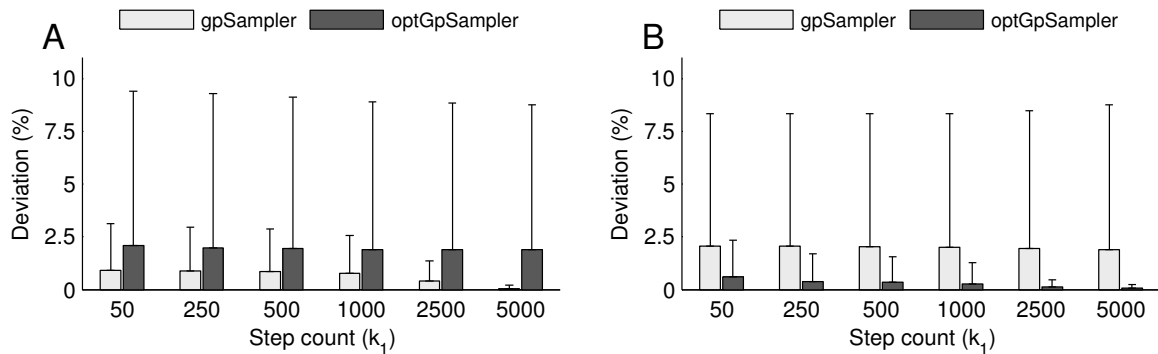 A
gpSampler optGpSampler
Deviation (%)
10
7.5
5
2.5
0
50 250 500 1000 2500 5000
Step count (k₁)
B
gpSampler optGpSampler
Deviation (%)
10
7.5
5
2.5
0
50 250 500 1000 2500 5000
Step count (k₁)